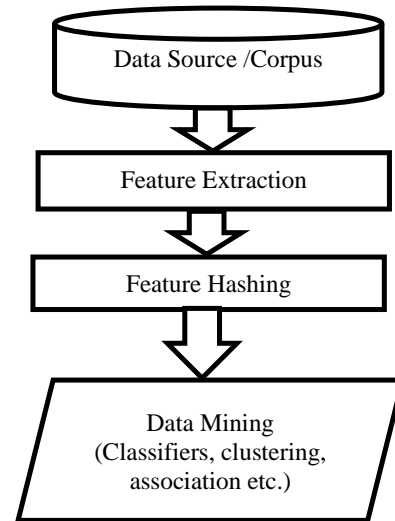 Data Source /Corpus
Feature Extraction
Feature Hashing
Data Mining
(Classifiers, clustering,
association etc.)